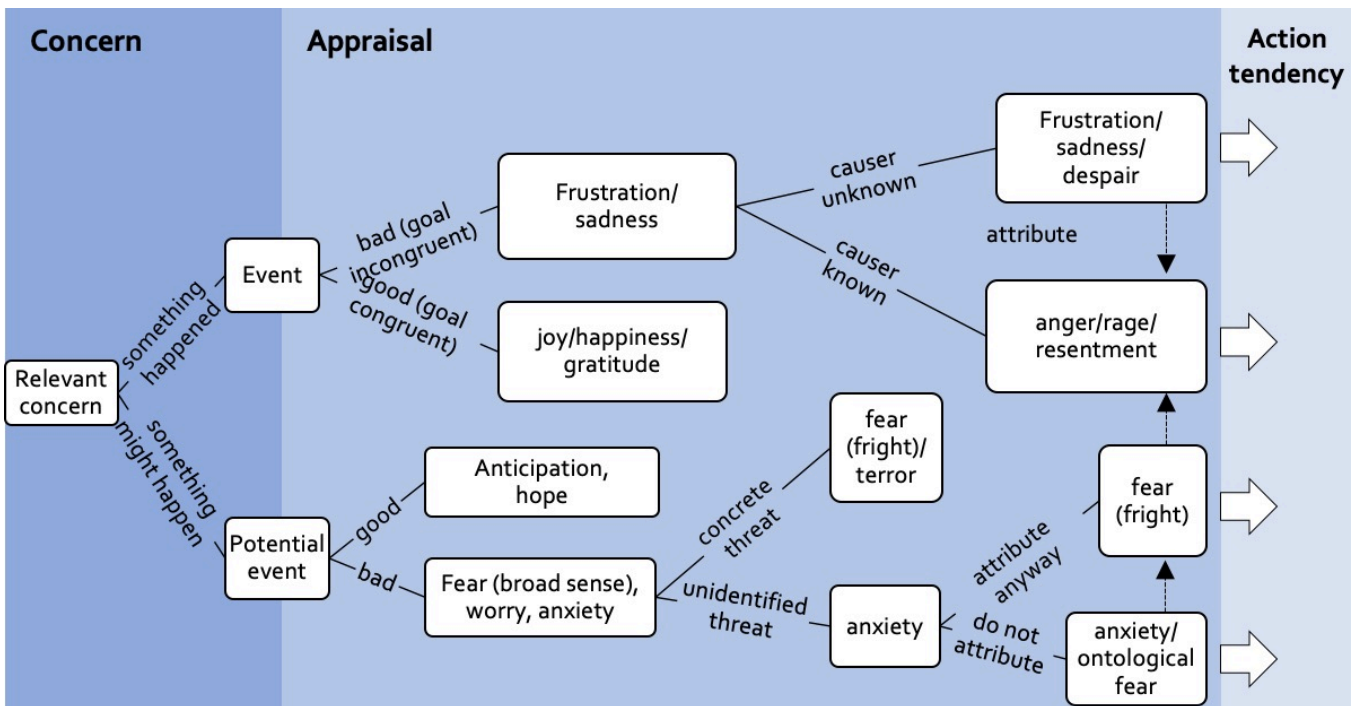 Concern
Appraisal
Action
tendency
Relevant
concern
something
happened
something
might happen
Event
bad (goal
incongruent)
good (goal
congruent)
Frustration/
sadness
joy/happiness/
gratitude
causer
unknown
causer
known
Frustration/
sadness/
despair
attribute
anger/rage/
resentment
Potential
event
good
bad
Anticipation,
hope
Fear (broad sense),
worry, anxiety
concrete
threat
unidentified
threat
fear
(fright)/
terror
anxiety
attribute
anyway
do not
attribute
fear
(fright)
anxiety/
ontological
fear